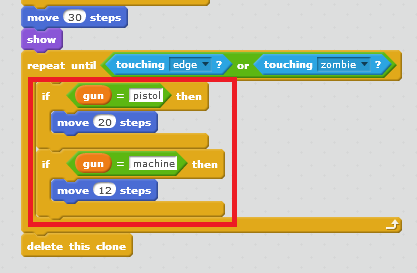 move 30 steps
show
repeat until touching edge ? or touching zombie ?
if gun = pistol then
move 20 steps
if gun = machine then
move 12 steps
delete this clone